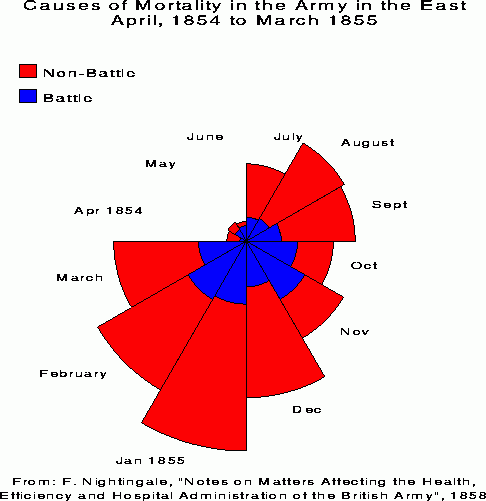 Causes of Mortality in the Army in the East
April, 1854 to March 1855
Non-Battle
Battle
June
July
August
May
Sept
Apr 1854
Oct
March
Nov
February
Dec
Jan 1855
From: F. Nightingale, "Notes on Matters Affecting the Health,
Efficiency and Hospital Administration of the British Army", 1858